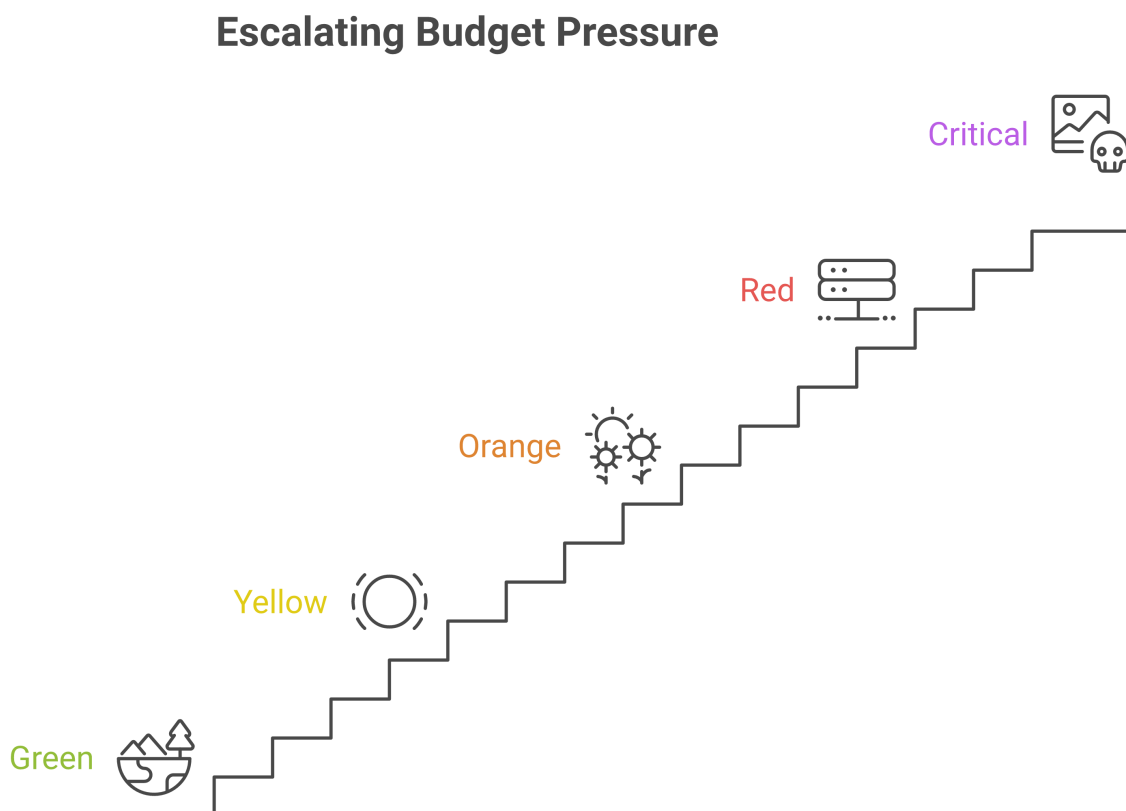 Escalating Budget Pressure
Critical
Red
Orange
Yellow
Green